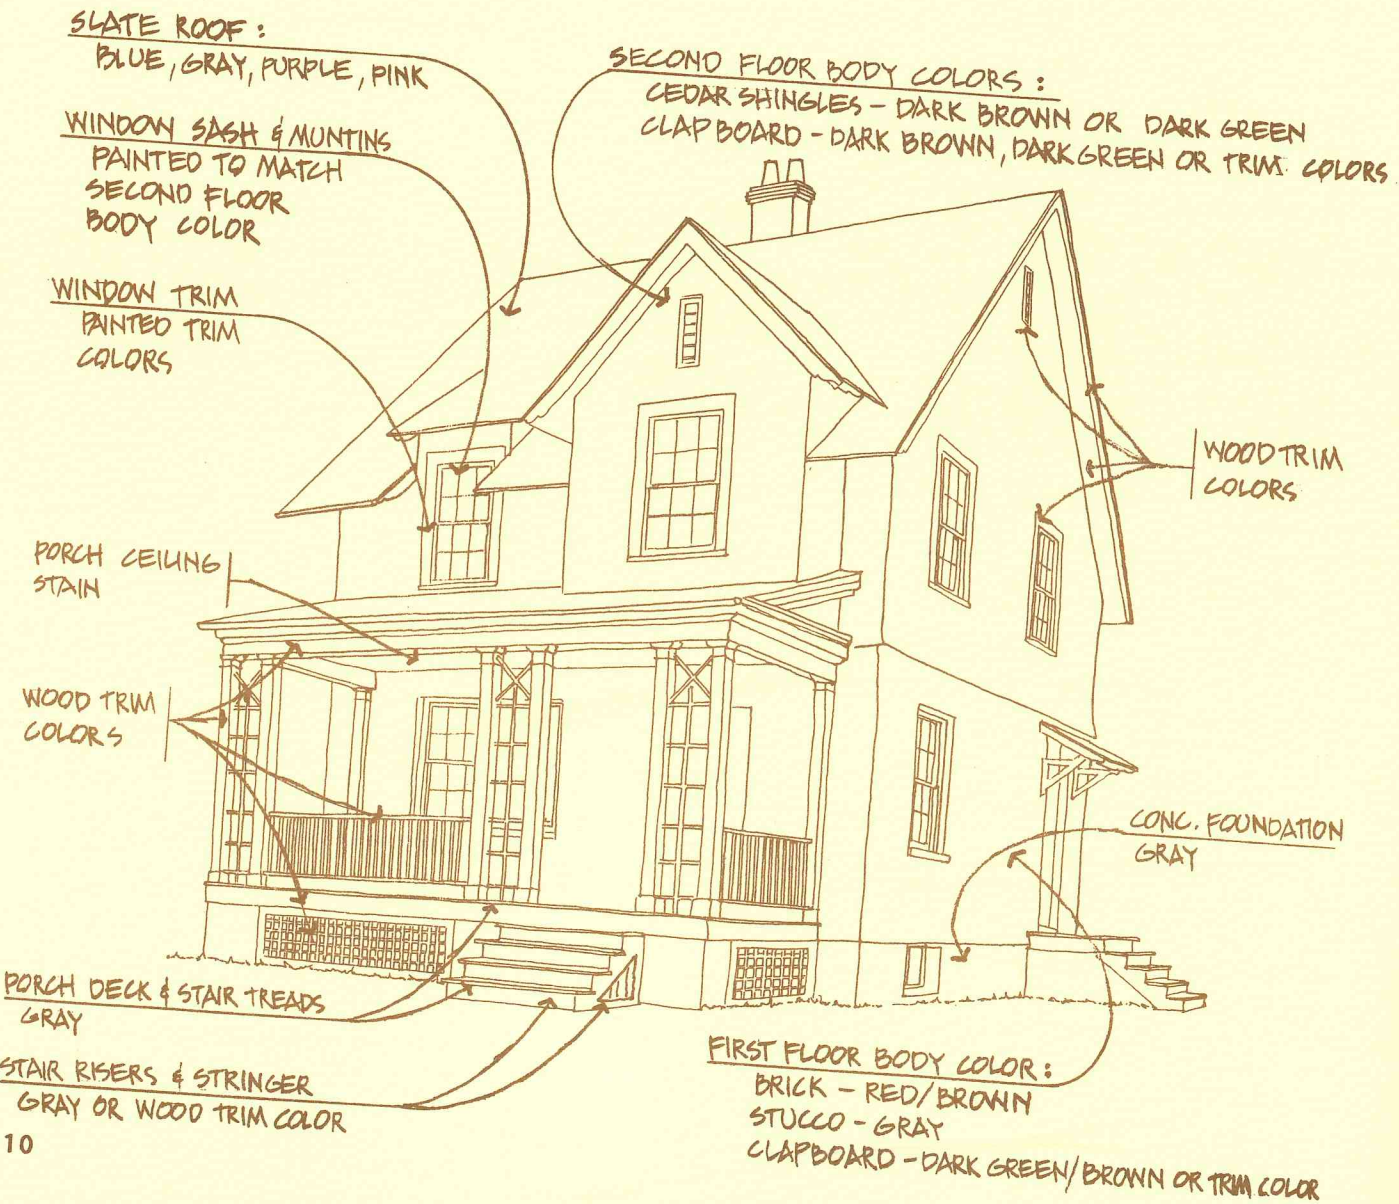 SLATE ROOF :
BLUE, GRAY, PURPLE, PINK
WINDOW SASH & MUNTINS
PAINTED TO MATCH
SECOND FLOOR
BODY COLOR
WINDOW TRIM
PAINTED TRIM
COLORS
SECOND FLOOR BODY COLORS :
CEDAR SHINGLES - DARK BROWN OR DARK GREEN
CLAPBOARD - DARK BROWN, DARK GREEN OR TRIM COLORS
WOOD TRIM
COLORS
PORCH CEILING
STAIN
WOOD TRIM
COLORS
CONC. FOUNDATION
GRAY
PORCH DECK & STAIR TREADS
GRAY
STAIR RISERS & STRINGER
GRAY OR WOOD TRIM COLOR
FIRST FLOOR BODY COLOR :
BRICK - RED/BROWN
STUCCO - GRAY
CLAPBOARD - DARK GREEN/BROWN OR TRIM COLOR
10